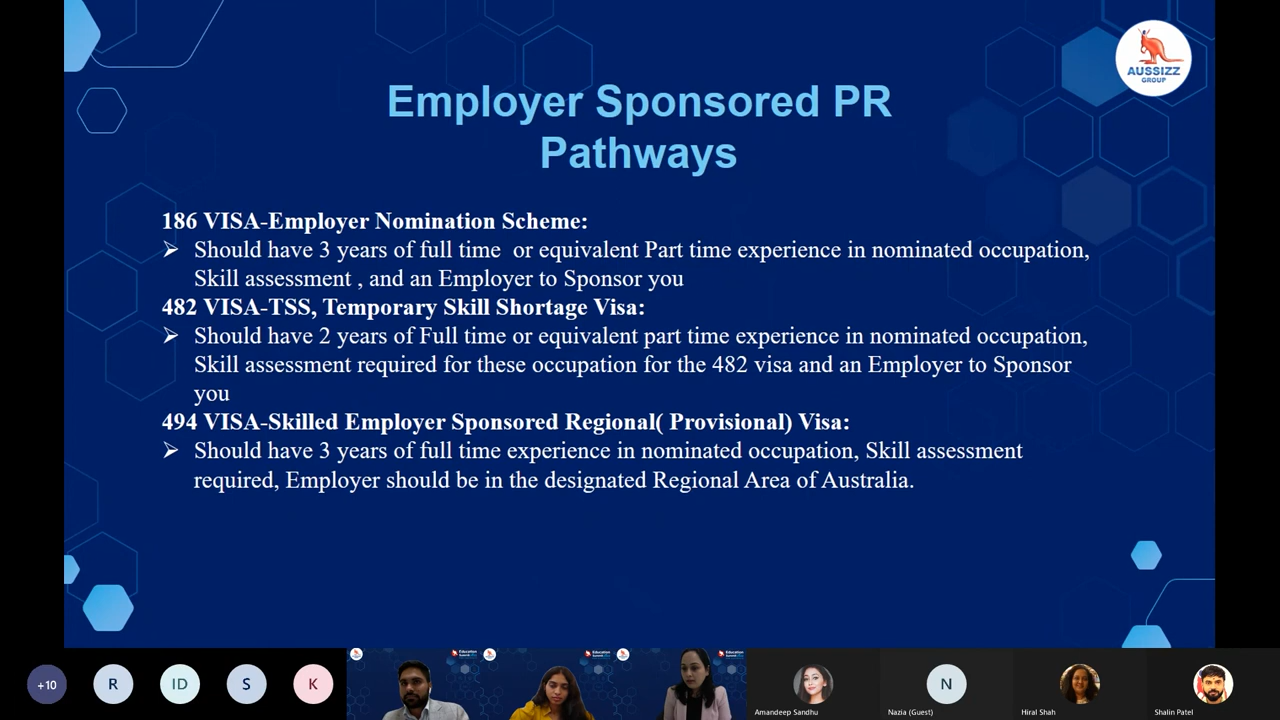 AUSSIZZ
GROUP
Employer Sponsored PR
Pathways
186 VISA-Employer Nomination Scheme:
➢ Should have 3 years of full time  or equivalent Part time experience in nominated occupation,
Skill assessment , and an Employer to Sponsor you
482 VISA-TSS, Temporary Skill Shortage Visa:
➢ Should have 2 years of Full time or equivalent part time experience in nominated occupation,
Skill assessment required for these occupation for the 482 visa and an Employer to Sponsor
you
494 VISA-Skilled Employer Sponsored Regional( Provisional) Visa:
➢ Should have 3 years of full time experience in nominated occupation, Skill assessment
required, Employer should be in the designated Regional Area of Australia.
+10
R
ID
S
K
Education
Education
Education
Amandeep Sandhu
N
Nazia (Guest)
Hiral Shah
Shalin Patel